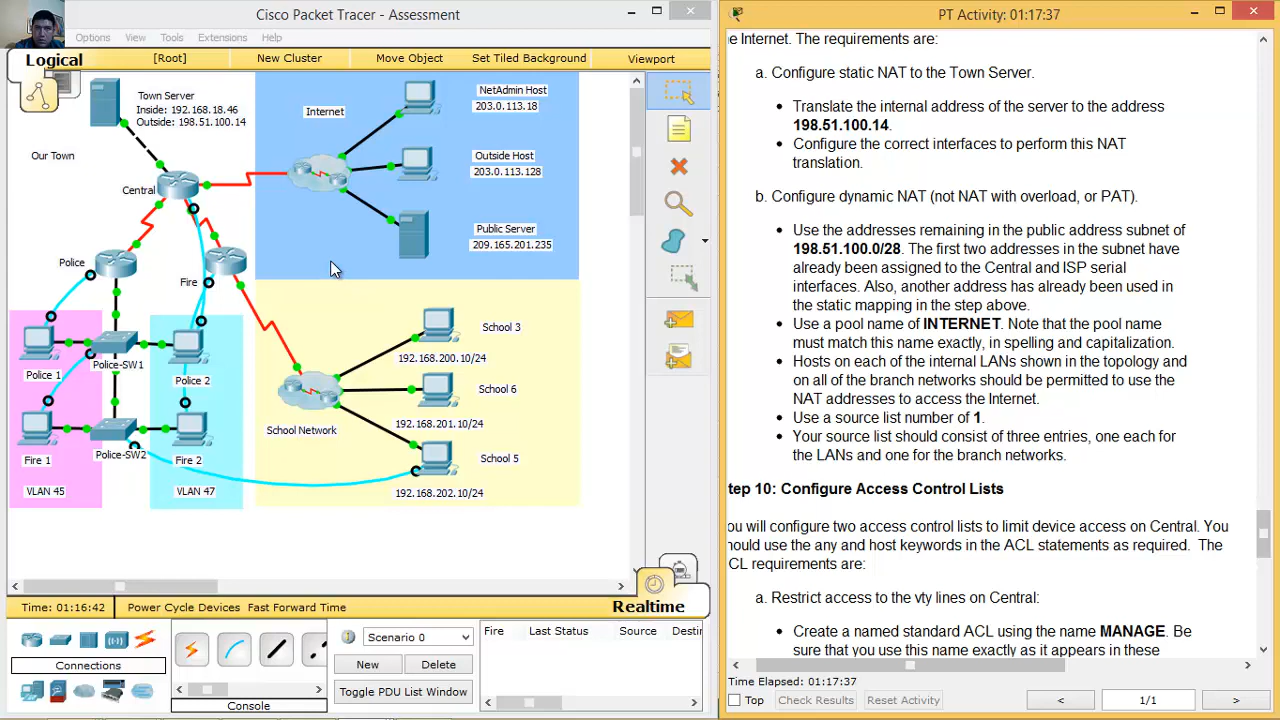 Cisco Packet Tracer - Assessment
Options View Tools Extensions Help
Logical [Root] New Cluster Move Object Set Tiled Background Viewport
Town Server
Inside: 192.168.18.46
Outside: 198.51.100.14
Our Town
Central
Internet
NetAdmin Host
203.0.113.18
Outside Host
203.0.113.128
Public Server
209.165.201.235
Police
Fire
Police 1
Police-SW1
Police 2
Fire 1
Police-SW2
Fire 2
VLAN 45
VLAN 47
School 3
192.168.200.10/24
School 6
192.168.201.10/24
School Network
School 5
192.168.202.10/24
Time: 01:16:42 Power Cycle Devices Fast Forward Time Realtime
Connections
Console
Scenario 0
New Delete
Toggle PDU List Window
Fire Last Status Source Destin
PT Activity: 01:17:37
e Internet. The requirements are:
a. Configure static NAT to the Town Server.
• Translate the internal address of the server to the address
198.51.100.14.
• Configure the correct interfaces to perform this NAT
translation.
b. Configure dynamic NAT (not NAT with overload, or PAT).
• Use the addresses remaining in the public address subnet of
198.51.100.0/28. The first two addresses in the subnet have
already been assigned to the Central and ISP serial
interfaces. Also, another address has already been used in
the static mapping in the step above.
• Use a pool name of INTERNET. Note that the pool name
must match this name exactly, in spelling and capitalization.
• Hosts on each of the internal LANs shown in the topology and
on all of the branch networks should be permitted to use the
NAT addresses to access the Internet.
• Use a source list number of 1.
• Your source list should consist of three entries, one each for
the LANs and one for the branch networks.
tep 10: Configure Access Control Lists
ou will configure two access control lists to limit device access on Central. You
hould use the any and host keywords in the ACL statements as required. The
CL requirements are:
a. Restrict access to the vty lines on Central:
• Create a named standard ACL using the name MANAGE. Be
sure that you use this name exactly as it appears in these
Time Elapsed: 01:17:37
Top Check Results Reset Activity < 1/1 >